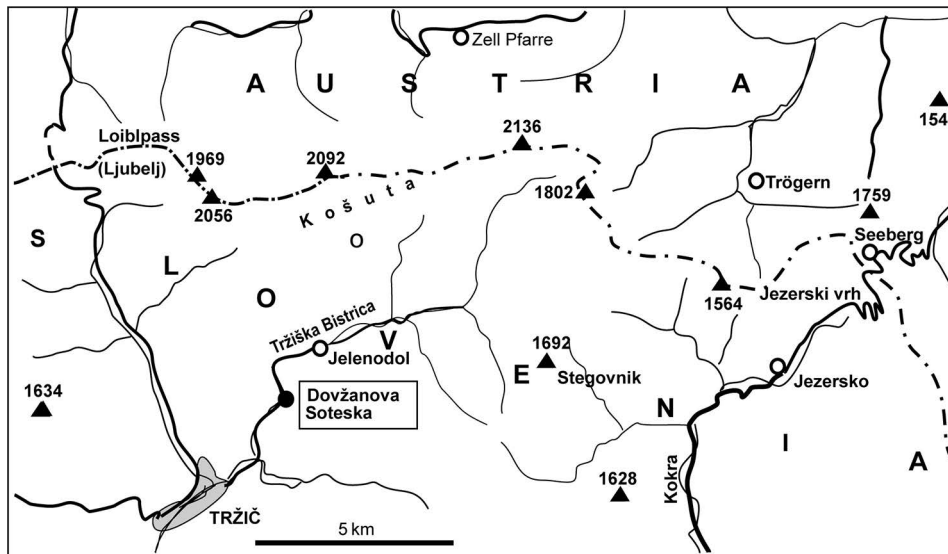 Zell Pfarre
A U S T R I A
154
Loiblpass
(Ljubelj)
1969
2092
2136
2056
Košuta
1802
Trögern
1759
Seeberg
S L O V E N I A
O
1564
Jezerski vrh
Tržiška Bistrica
Jelenodol
1692
Stegovnik
Jezersko
1634
Dovžanova
Soteska
1628
Kokra
TRŽIČ
5 km